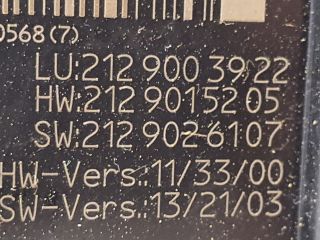 0568(7)
LU:212 900 39 22
HW:212 901 52 05
SW:212 902 61 07
HW-Vers.:11/33/00
SW-Vers.:13/21/03